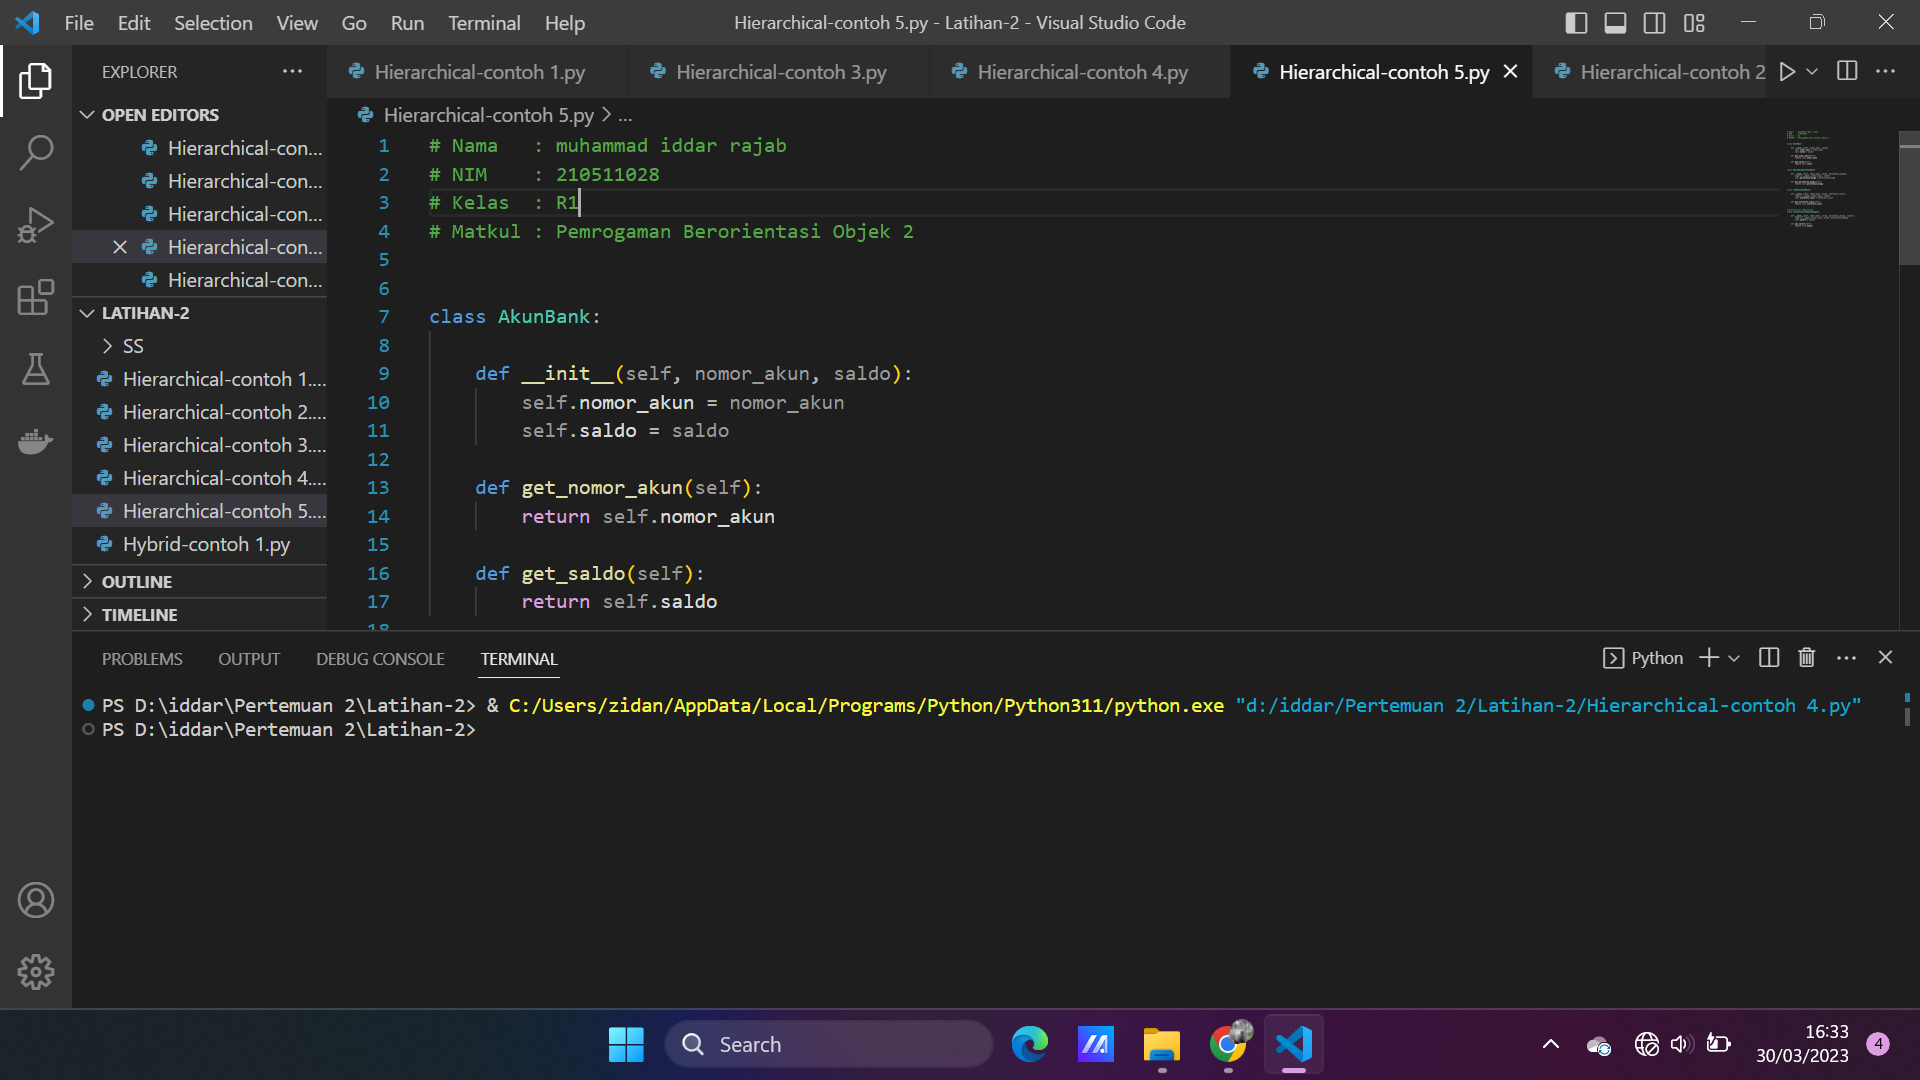 File Edit Selection View Go Run Terminal Help
Hierarchical-contoh 5.py - Latihan-2 - Visual Studio Code
EXPLORER
OPEN EDITORS
Hierarchical-con...
Hierarchical-con...
Hierarchical-con...
Hierarchical-con...
Hierarchical-con...
LATIHAN-2
SS
Hierarchical-contoh 1....
Hierarchical-contoh 2....
Hierarchical-contoh 3....
Hierarchical-contoh 4....
Hierarchical-contoh 5....
Hybrid-contoh 1.py
OUTLINE
TIMELINE
Hierarchical-contoh 1.py Hierarchical-contoh 3.py Hierarchical-contoh 4.py Hierarchical-contoh 5.py Hierarchical-contoh 2
Hierarchical-contoh 5.py > ...
1 # Nama   : muhammad iddar rajab
2 # NIM    : 210511028
3 # Kelas  : R1
4 # Matkul : Pemrogaman Berorientasi Objek 2
5
6
7 class AkunBank:
8
9     def __init__(self, nomor_akun, saldo):
10         self.nomor_akun = nomor_akun
11         self.saldo = saldo
12
13     def get_nomor_akun(self):
14         return self.nomor_akun
15
16     def get_saldo(self):
17         return self.saldo
18
PROBLEMS OUTPUT DEBUG CONSOLE TERMINAL
Python
PS D:\iddar\Pertemuan 2\Latihan-2> & C:/Users/zidan/AppData/Local/Programs/Python/Python311/python.exe "d:/iddar/Pertemuan 2/Latihan-2/Hierarchical-contoh 4.py"
PS D:\iddar\Pertemuan 2\Latihan-2>
Search
16:33
30/03/2023
4